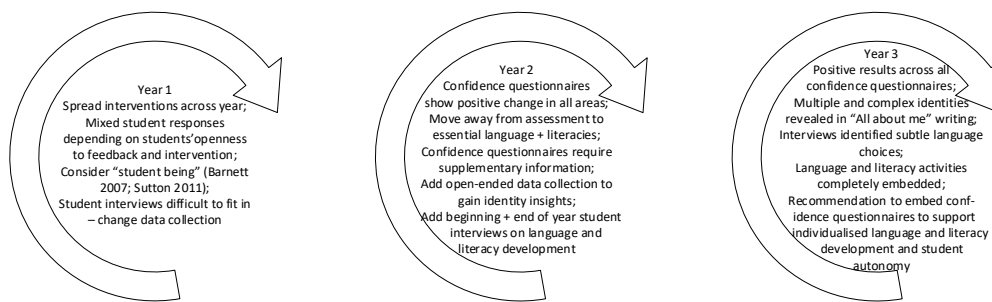 Year 1
Spread interventions across year;
Mixed student responses
depending on students'openness
to feedback and intervention;
Consider "student being" (Barnett
2007; Sutton 2011);
Student interviews difficult to fit in
– change data collection
Year 2
Confidence questionnaires
show positive change in all areas;
Move away from assessment to
essential language + literacies;
Confidence questionnaires require
supplementary information;
Add open-ended data collection to
gain identity insights;
Add beginning + end of year student
interviews on language and
literacy development
Year 3
Positive results across all
confidence questionnaires;
Multiple and complex identities
revealed in "All about me" writing;
Interviews identified subtle language
choices;
Language and literacy activities
completely embedded;
Recommendation to embed conf-
idence questionnaires to support
individualised language and literacy
development and student
autonomy